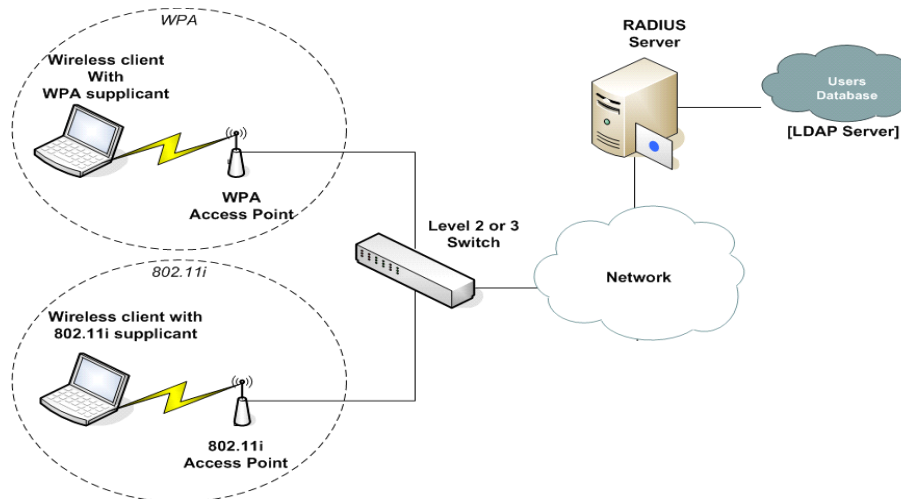 WPA
Wireless client
With
WPA supplicant
WPA
Access Point
RADIUS
Server
Users
Database
[LDAP Server]
Level 2 or 3
Switch
Network
802.11i
Wireless client with
802.11i supplicant
802.11i
Access Point